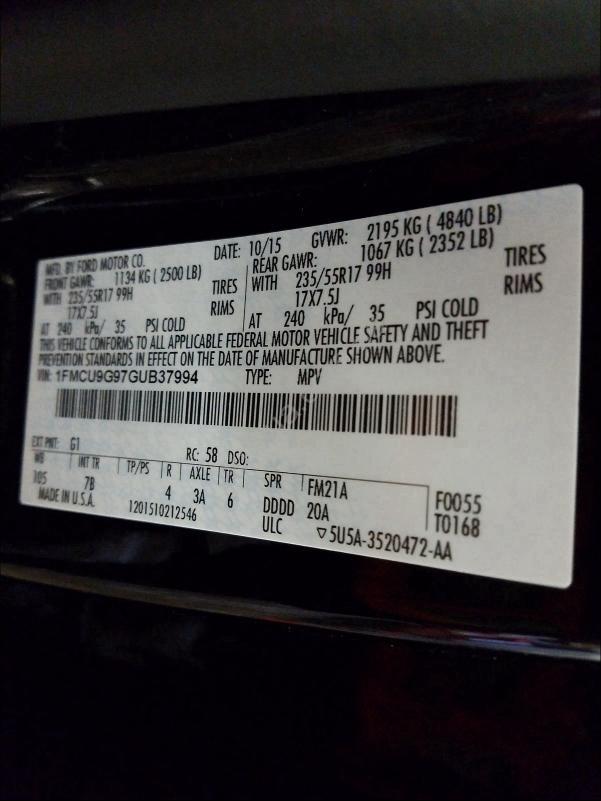 MFD. BY FORD MOTOR CO.
DATE: 10/15 GVWR: 2195 KG ( 4840 LB)
FRONT GAWR: 1134 KG ( 2500 LB) REAR GAWR: 1067 KG ( 2352 LB)
WITH 235/55R17 99H TIRES WITH 235/55R17 99H TIRES
17X7.5J RIMS 17X7.5J RIMS
AT 240 kPa/ 35 PSI COLD AT 240 kPa/ 35 PSI COLD
THIS VEHICLE CONFORMS TO ALL APPLICABLE FEDERAL MOTOR VEHICLE SAFETY AND THEFT
PREVENTION STANDARDS IN EFFECT ON THE DATE OF MANUFACTURE SHOWN ABOVE.
VIN: 1FMCU9G97GUB37994 TYPE: MPV
EXT PNT: G1 RC: 58 DSO:
WB INT TR TP/PS R AXLE TR SPR FM21A F0055
105 7B 4 3A 6 DDDD 20A T0168
MADE IN U.S.A. 1201510212546 ULC ▽5U5A-3520472-AA